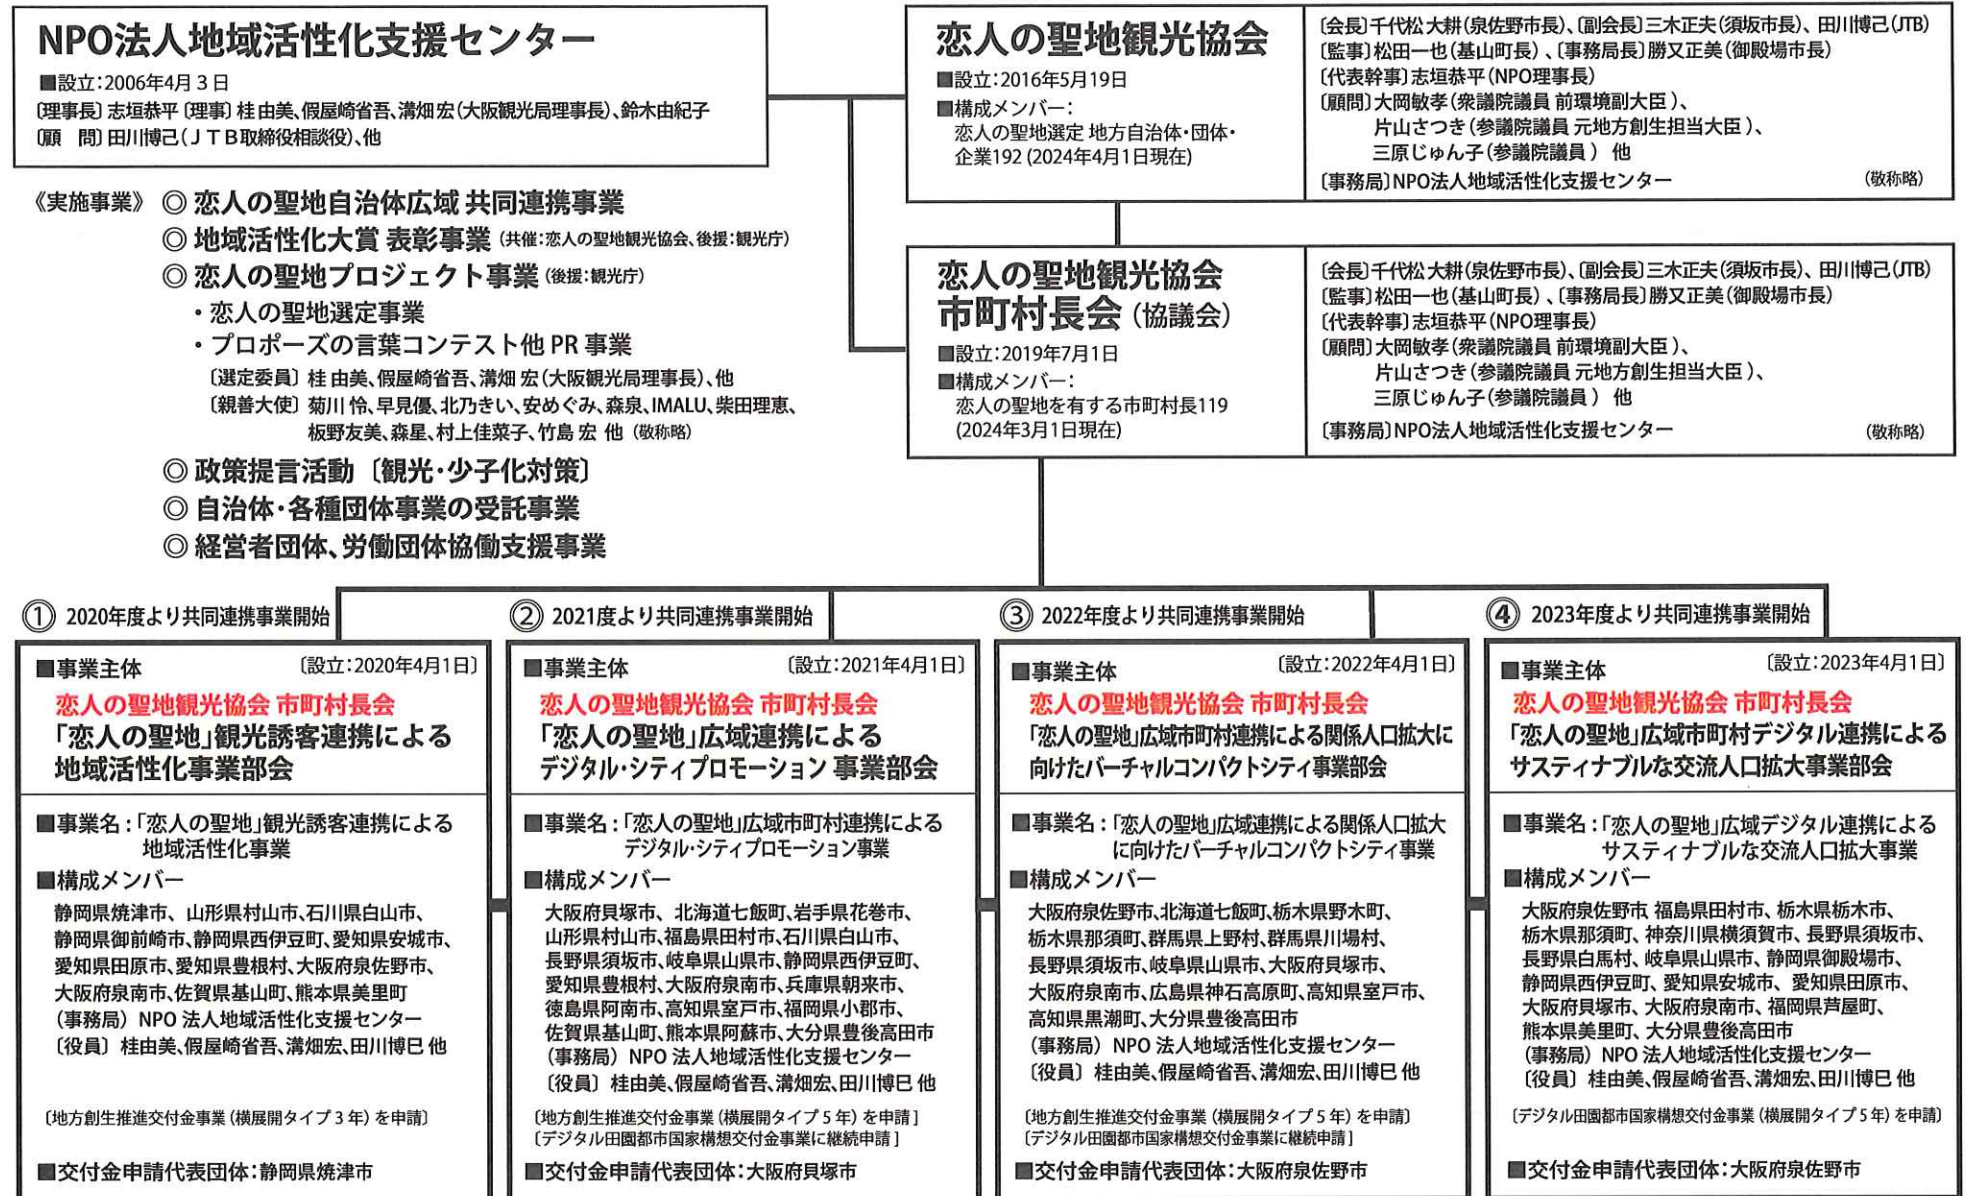 NPO法人地域活性化支援センター
■設立：2006年4月3日
〔理事長〕志垣恭平〔理事〕桂由美、假屋崎省吾、溝畑宏（大阪観光局理事長）、鈴木由紀子
〔顧　問〕田川博己（ＪＴＢ取締役相談役）、他
恋人の聖地観光協会
■設立：2016年5月19日
■構成メンバー：
恋人の聖地選定 地方自治体・団体・
企業192 (2024年4月1日現在)
〔会長〕千代松大耕（泉佐野市長）、〔副会長〕三木正夫（須坂市長）、田川博己（JTB）
〔監事〕松田一也（基山町長）、〔事務局長〕勝又正美（御殿場市長）
〔代表幹事〕志垣恭平（NPO理事長）
〔顧問〕大岡敏孝（衆議院議員 前環境副大臣）、
片山さつき（参議院議員 元地方創生担当大臣）、
三原じゅん子（参議院議員） 他
〔事務局〕NPO法人地域活性化支援センター （敬称略）
《実施事業》 ◎ 恋人の聖地自治体広域 共同連携事業
◎ 地域活性化大賞 表彰事業（共催：恋人の聖地観光協会、後援：観光庁）
◎ 恋人の聖地プロジェクト事業（後援：観光庁）
・恋人の聖地選定事業
・プロポーズの言葉コンテスト他 PR 事業
〔選定委員〕桂 由美、假屋崎省吾、溝畑 宏（大阪観光局理事長）、他
〔親善大使〕菊川 怜、早見優、北乃きい、安めぐみ、森泉、IMALU、柴田理恵、
板野友美、森星、村上佳菜子、竹島 宏 他（敬称略）
◎ 政策提言活動〔観光・少子化対策〕
◎ 自治体・各種団体事業の受託事業
◎ 経営者団体、労働団体協働支援事業
恋人の聖地観光協会
市町村長会（協議会）
■設立：2019年7月1日
■構成メンバー：
恋人の聖地を有する市町村長119
(2024年3月1日現在)
〔会長〕千代松大耕（泉佐野市長）、〔副会長〕三木正夫（須坂市長）、田川博己（JTB）
〔監事〕松田一也（基山町長）、〔事務局長〕勝又正美（御殿場市長）
〔代表幹事〕志垣恭平（NPO理事長）
〔顧問〕大岡敏孝（衆議院議員 前環境副大臣）、
片山さつき（参議院議員 元地方創生担当大臣）、
三原じゅん子（参議院議員） 他
〔事務局〕NPO法人地域活性化支援センター （敬称略）
① 2020年度より共同連携事業開始
■事業主体 〔設立：2020年4月1日〕
恋人の聖地観光協会 市町村長会
「恋人の聖地」観光誘客連携による
地域活性化事業部会
■事業名：「恋人の聖地」観光誘客連携による
地域活性化事業
■構成メンバー
静岡県焼津市、山形県村山市、石川県白山市、
静岡県御前崎市、静岡県西伊豆町、愛知県安城市、
愛知県田原市、愛知県豊根村、大阪府泉佐野市、
大阪府泉南市、佐賀県基山町、熊本県美里町
（事務局）NPO 法人地域活性化支援センター
〔役員〕桂由美、假屋崎省吾、溝畑宏、田川博巳 他
〔地方創生推進交付金事業（横展開タイプ３年）を申請〕
■交付金申請代表団体：静岡県焼津市
② 2021度より共同連携事業開始
■事業主体 〔設立：2021年4月1日〕
恋人の聖地観光協会 市町村長会
「恋人の聖地」広域連携による
デジタル・シティプロモーション 事業部会
■事業名：「恋人の聖地」広域市町村連携による
デジタル・シティプロモーション事業
■構成メンバー
大阪府貝塚市、北海道七飯町、岩手県花巻市、
山形県村山市、福島県田村市、石川県白山市、
長野県須坂市、岐阜県山県市、静岡県西伊豆町、
愛知県豊根村、大阪府泉南市、兵庫県朝来市、
徳島県阿南市、高知県室戸市、福岡県小郡市、
佐賀県基山町、熊本県阿蘇市、大分県豊後高田市
（事務局）NPO 法人地域活性化支援センター
〔役員〕桂由美、假屋崎省吾、溝畑宏、田川博巳 他
〔地方創生推進交付金事業（横展開タイプ５年）を申請〕
〔デジタル田園都市国家構想交付金事業に継続申請〕
■交付金申請代表団体：大阪府貝塚市
③ 2022年度より共同連携事業開始
■事業主体 〔設立：2022年4月1日〕
恋人の聖地観光協会 市町村長会
「恋人の聖地」広域市町村連携による関係人口拡大に
向けたバーチャルコンパクトシティ事業部会
■事業名：「恋人の聖地」広域連携による関係人口拡大
に向けたバーチャルコンパクトシティ事業
■構成メンバー
大阪府泉佐野市、北海道七飯町、栃木県野木町、
栃木県那須町、群馬県上野村、群馬県川場村、
長野県須坂市、岐阜県山県市、大阪府貝塚市、
大阪府泉南市、広島県神石高原町、高知県室戸市、
高知県黒潮町、大分県豊後高田市
（事務局）NPO 法人地域活性化支援センター
〔役員〕桂由美、假屋崎省吾、溝畑宏、田川博巳 他
〔地方創生推進交付金事業（横展開タイプ５年）を申請〕
〔デジタル田園都市国家構想交付金事業に継続申請〕
■交付金申請代表団体：大阪府泉佐野市
④ 2023年度より共同連携事業開始
■事業主体 〔設立：2023年4月1日〕
恋人の聖地観光協会 市町村長会
「恋人の聖地」広域市町村デジタル連携による
サスティナブルな交流人口拡大事業部会
■事業名：「恋人の聖地」広域デジタル連携による
サスティナブルな交流人口拡大事業
■構成メンバー
大阪府泉佐野市 福島県田村市、栃木県栃木市、
栃木県那須町、神奈川県横須賀市、長野県須坂市、
長野県白馬村、岐阜県山県市、静岡県御殿場市、
静岡県西伊豆町、愛知県安城市、愛知県田原市、
大阪府貝塚市、大阪府泉南市、福岡県芦屋町、
熊本県美里町、大分県豊後高田市
（事務局）NPO 法人地域活性化支援センター
〔役員〕桂由美、假屋崎省吾、溝畑宏、田川博巳 他
〔デジタル田園都市国家構想交付金事業（横展開タイプ５年）を申請〕
■交付金申請代表団体：大阪府泉佐野市